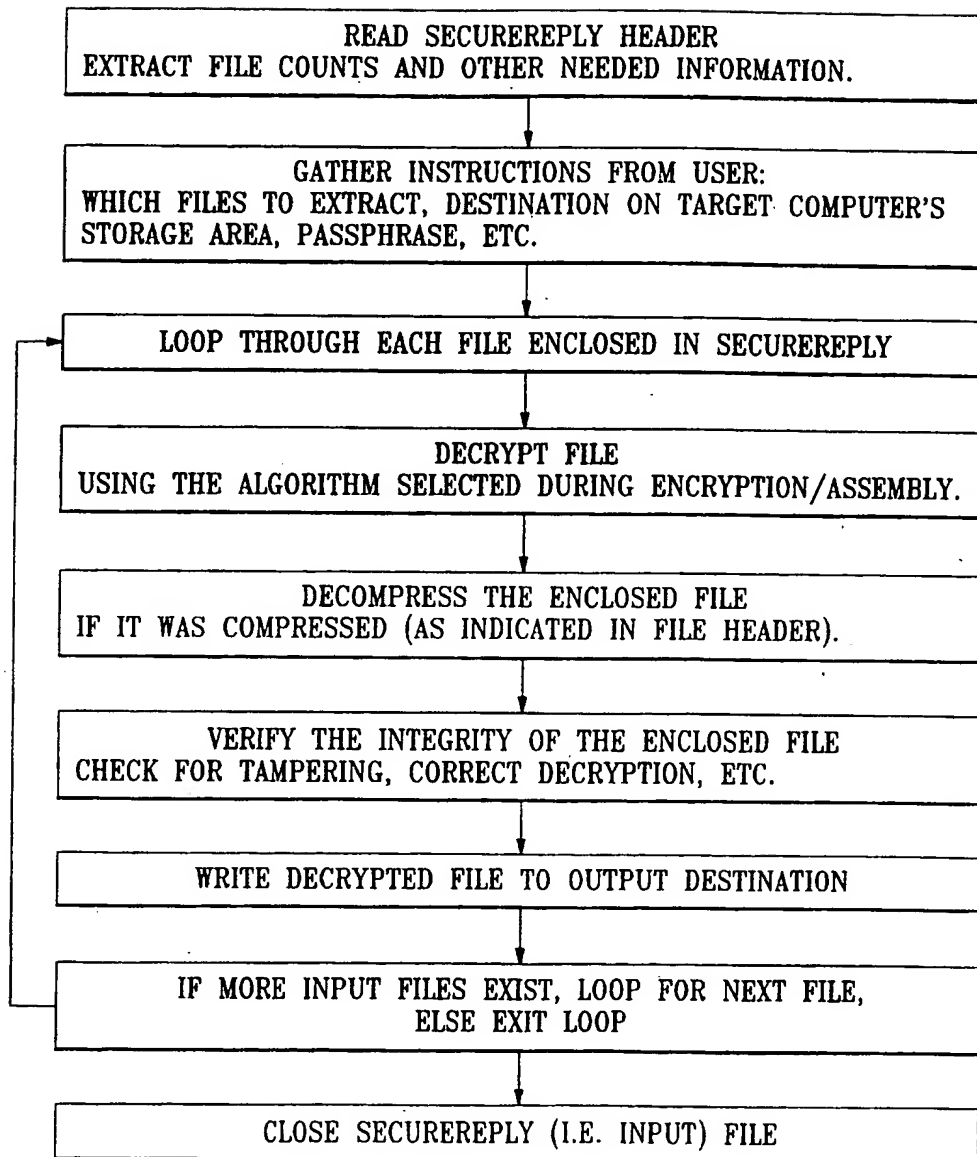 READ SECUREREPLY HEADER
EXTRACT FILE COUNTS AND OTHER NEEDED INFORMATION.
GATHER INSTRUCTIONS FROM USER:
WHICH FILES TO EXTRACT, DESTINATION ON TARGET COMPUTER'S
STORAGE AREA, PASSPHRASE, ETC.
LOOP THROUGH EACH FILE ENCLOSED IN SECUREREPLY
DECRYPT FILE
USING THE ALGORITHM SELECTED DURING ENCRYPTION/ASSEMBLY.
DECOMPRESS THE ENCLOSED FILE
IF IT WAS COMPRESSED (AS INDICATED IN FILE HEADER).
VERIFY THE INTEGRITY OF THE ENCLOSED FILE
CHECK FOR TAMPERING, CORRECT DECRYPTION, ETC.
WRITE DECRYPTED FILE TO OUTPUT DESTINATION
IF MORE INPUT FILES EXIST, LOOP FOR NEXT FILE,
ELSE EXIT LOOP
CLOSE SECUREREPLY (I.E. INPUT) FILE